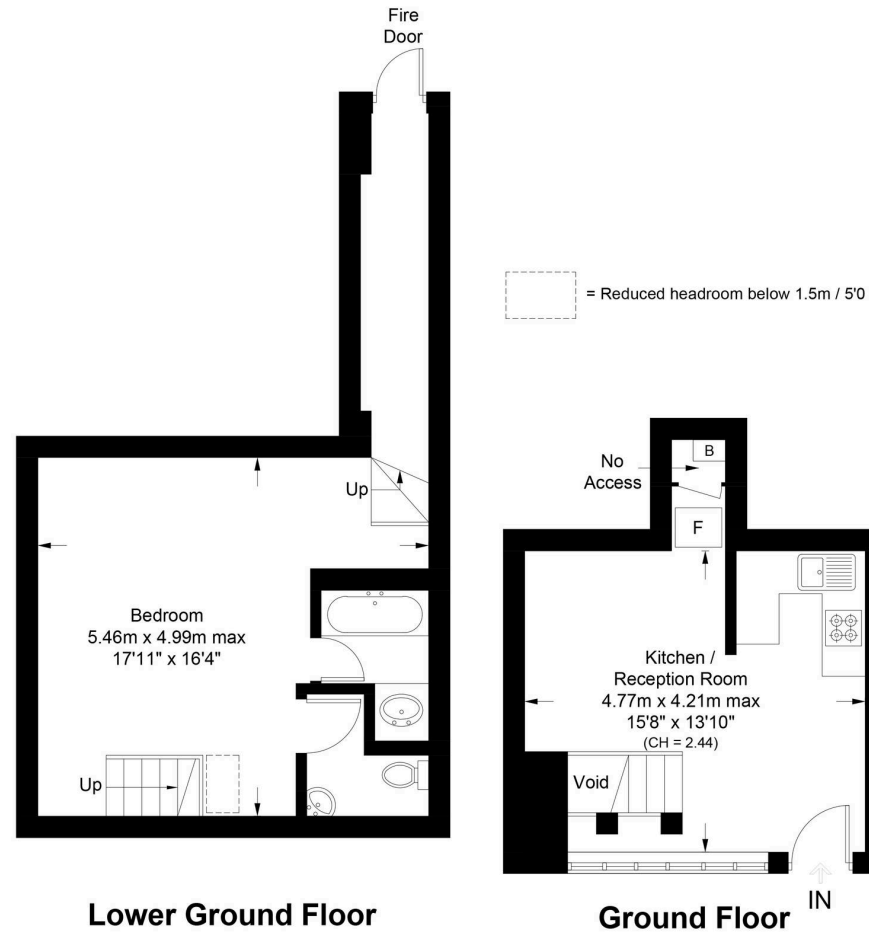 Fire
Door
= Reduced headroom below 1.5m / 5'0
Up
Bedroom
5.46m x 4.99m max
17'11" x 16'4"
Up
No
Access
B
F
Kitchen /
Reception Room
4.77m x 4.21m max
15'8" x 13'10"
(CH = 2.44)
Void
IN
Lower Ground Floor
Ground Floor